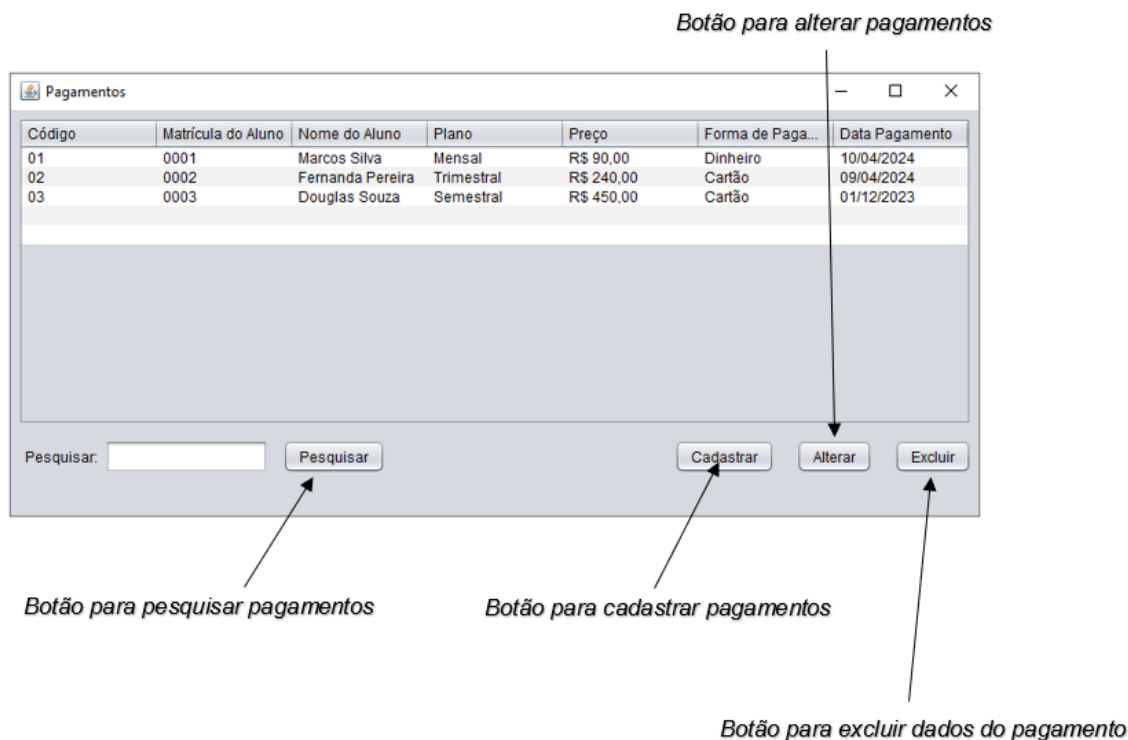 Botão para alterar pagamentos
Pagamentos
Código Matrícula do Aluno Nome do Aluno Plano Preço Forma de Paga... Data Pagamento
01 0001 Marcos Silva Mensal R$ 90,00 Dinheiro 10/04/2024
02 0002 Fernanda Pereira Trimestral R$ 240,00 Cartão 09/04/2024
03 0003 Douglas Souza Semestral R$ 450,00 Cartão 01/12/2023
Pesquisar: Pesquisar Cadastrar Alterar Excluir
Botão para pesquisar pagamentos Botão para cadastrar pagamentos
Botão para excluir dados do pagamento